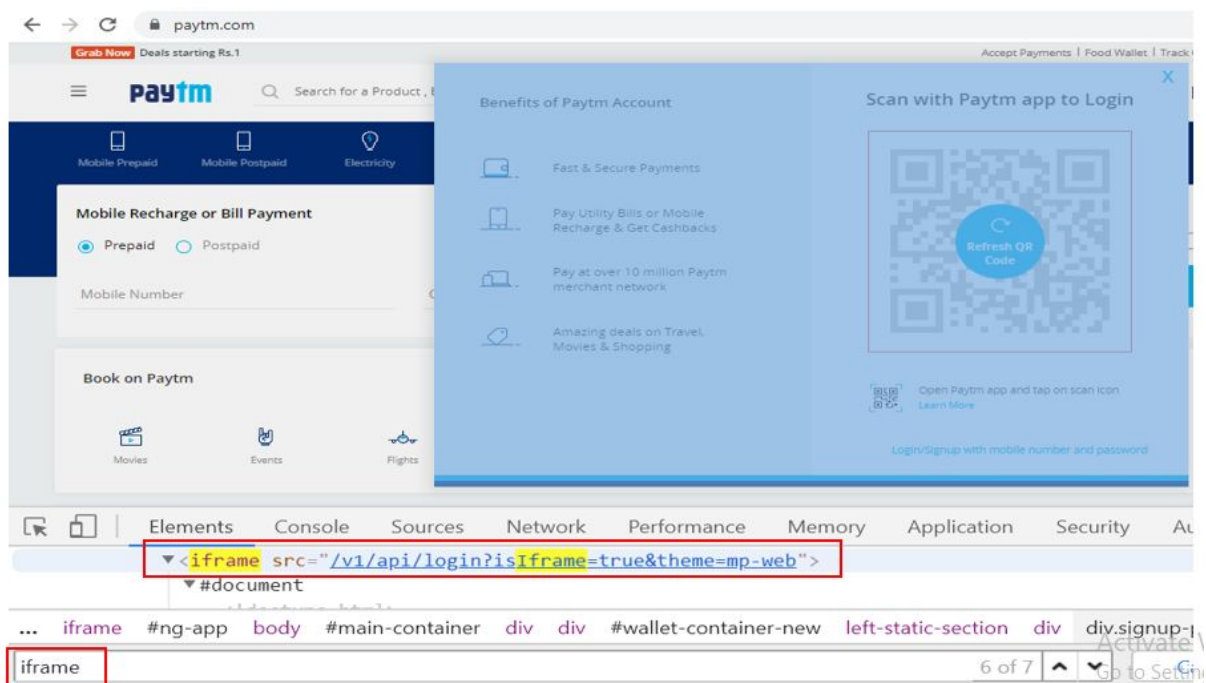 paytm.com
Grab Now Deals starting Rs.1
Accept Payments | Food Wallet | Track
paytm
Search for a Product ,
Mobile Prepaid
Mobile Postpaid
Electricity
Mobile Recharge or Bill Payment
Prepaid
Postpaid
Mobile Number
Book on Paytm
Movies
Events
Flights
Benefits of Paytm Account
Fast & Secure Payments
Pay Utility Bills or Mobile
Recharge & Get Cashbacks
Pay at over 10 million Paytm
merchant network
Amazing deals on Travel,
Movies & Shopping
X
Scan with Paytm app to Login
Refresh QR
Code
Open Paytm app and tap on scan icon
Learn More
Login/Signup with mobile number and password
Elements Console Sources Network Performance Memory Application Security Au
▼<iframe src="/v1/api/login?isIframe=true&theme=mp-web">
▼#document
... iframe #ng-app body #main-container div div #wallet-container-new left-static-section div div.signup-p
Activate
iframe
6 of 7
Go to